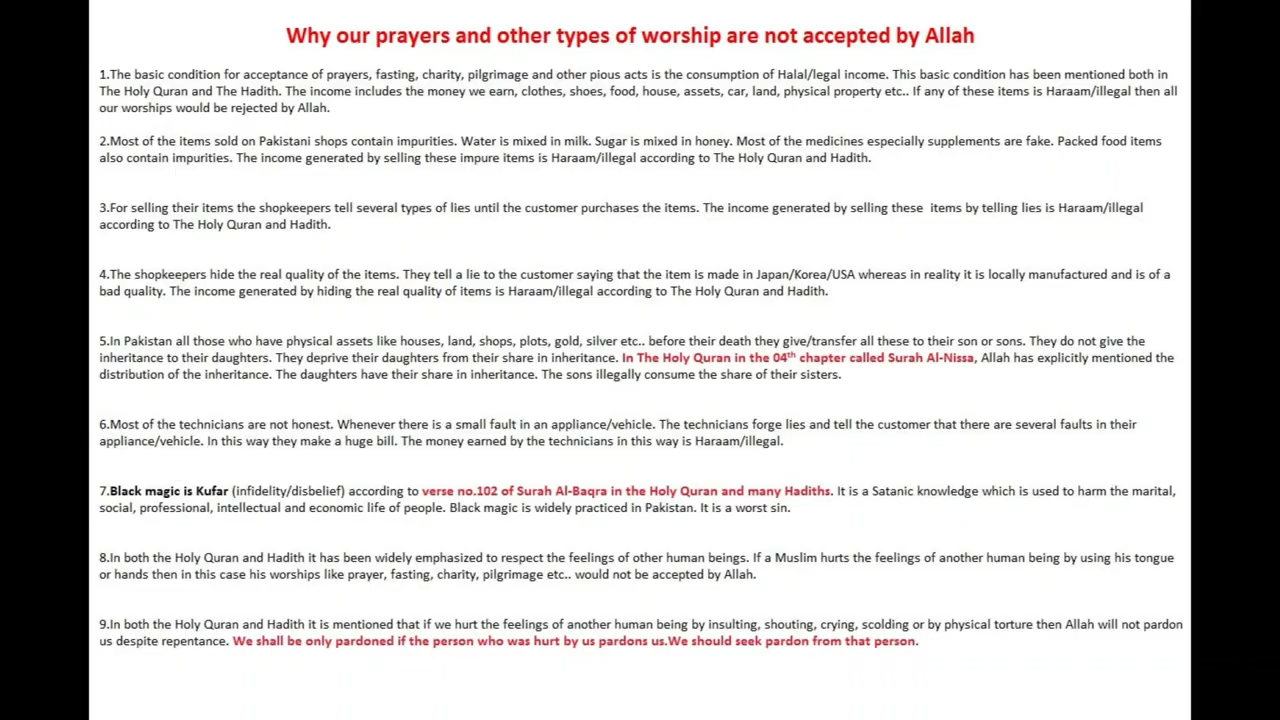 Why our prayers and other types of worship are not accepted by Allah
1.The basic condition for acceptance of prayers, fasting, charity, pilgrimage and other pious acts is the consumption of Halal/legal income. This basic condition has been mentioned both in
The Holy Quran and The Hadith. The income includes the money we earn, clothes, shoes, food, house, assets, car, land, physical property etc.. If any of these items is Haraam/illegal then all
our worships would be rejected by Allah.
2.Most of the items sold on Pakistani shops contain impurities. Water is mixed in milk. Sugar is mixed in honey. Most of the medicines especially supplements are fake. Packed food items
also contain impurities. The income generated by selling these impure items is Haraam/illegal according to The Holy Quran and Hadith.
3.For selling their items the shopkeepers tell several types of lies until the customer purchases the items. The income generated by selling these  items by telling lies is Haraam/illegal
according to The Holy Quran and Hadith.
4.The shopkeepers hide the real quality of the items. They tell a lie to the customer saying that the item is made in Japan/Korea/USA whereas in reality it is locally manufactured and is of a
bad quality. The income generated by hiding the real quality of items is Haraam/illegal according to The Holy Quran and Hadith.
5.In Pakistan all those who have physical assets like houses, land, shops, plots, gold, silver etc.. before their death they give/transfer all these to their son or sons. They do not give the
inheritance to their daughters. They deprive their daughters from their share in inheritance. In The Holy Quran in the 04th chapter called Surah Al-Nissa, Allah has explicitly mentioned the
distribution of the inheritance. The daughters have their share in inheritance. The sons illegally consume the share of their sisters.
6.Most of the technicians are not honest. Whenever there is a small fault in an appliance/vehicle. The technicians forge lies and tell the customer that there are several faults in their
appliance/vehicle. In this way they make a huge bill. The money earned by the technicians in this way is Haraam/illegal.
7.Black magic is Kufar (infidelity/disbelief) according to verse no.102 of Surah Al-Baqra in the Holy Quran and many Hadiths. It is a Satanic knowledge which is used to harm the marital,
social, professional, intellectual and economic life of people. Black magic is widely practiced in Pakistan. It is a worst sin.
8.In both the Holy Quran and Hadith it has been widely emphasized to respect the feelings of other human beings. If a Muslim hurts the feelings of another human being by using his tongue
or hands then in this case his worships like prayer, fasting, charity, pilgrimage etc.. would not be accepted by Allah.
9.In both the Holy Quran and Hadith it is mentioned that if we hurt the feelings of another human being by insulting, shouting, crying, scolding or by physical torture then Allah will not pardon
us despite repentance. We shall be only pardoned if the person who was hurt by us pardons us.We should seek pardon from that person.